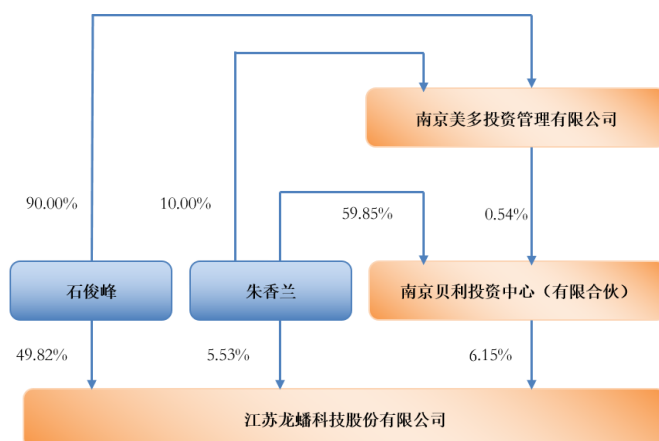 南京美多投资管理有限公司
90.00%
10.00%
59.85%
0.54%
石俊峰
朱香兰
南京贝利投资中心（有限合伙）
49.82%
5.53%
6.15%
江苏龙蟠科技股份有限公司